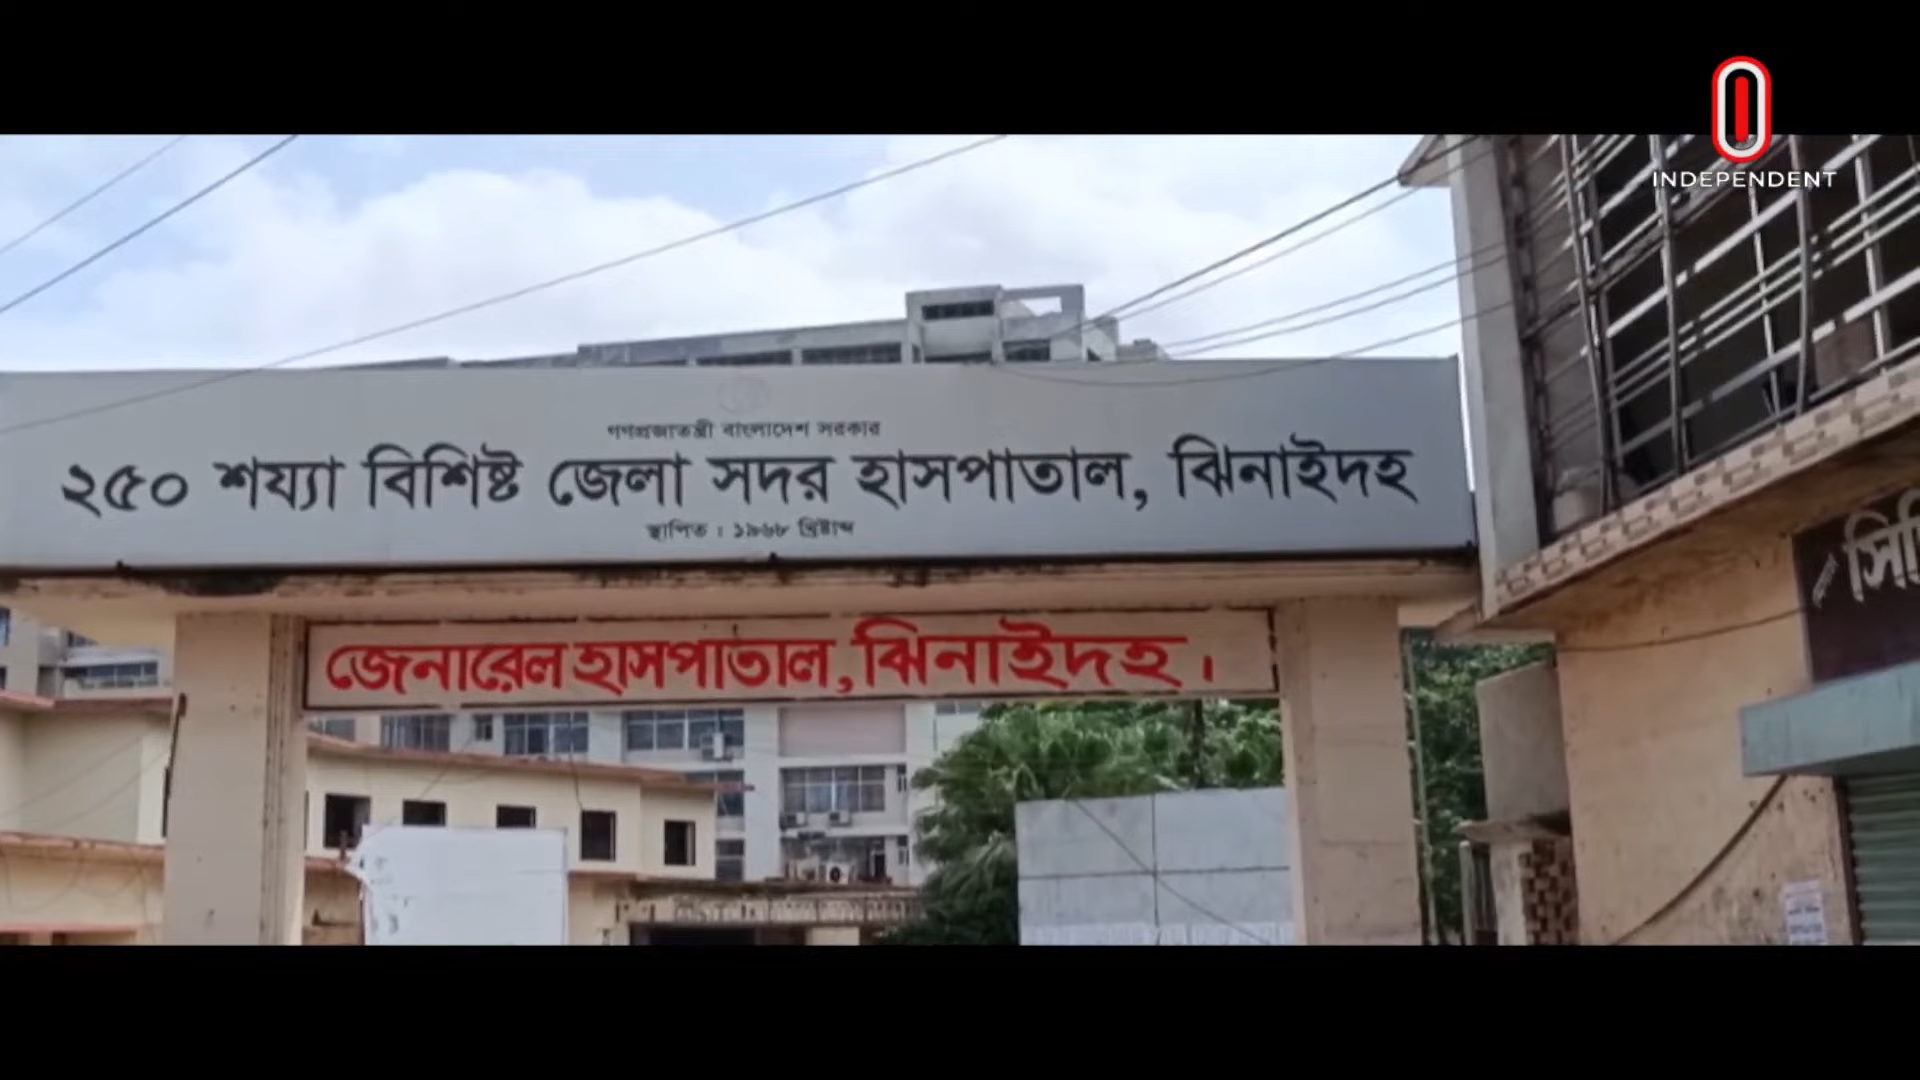 INDEPENDENT
গণপ্রজাতন্ত্রী বাংলাদেশ সরকার
২৫০ শয্যা বিশিষ্ট জেলা সদর হাসপাতাল, ঝিনাইদহ
স্থাপিত : ১৯৬৮ খ্রিষ্টাব্দ
জেনারেল হাসপাতাল, ঝিনাইদহ।